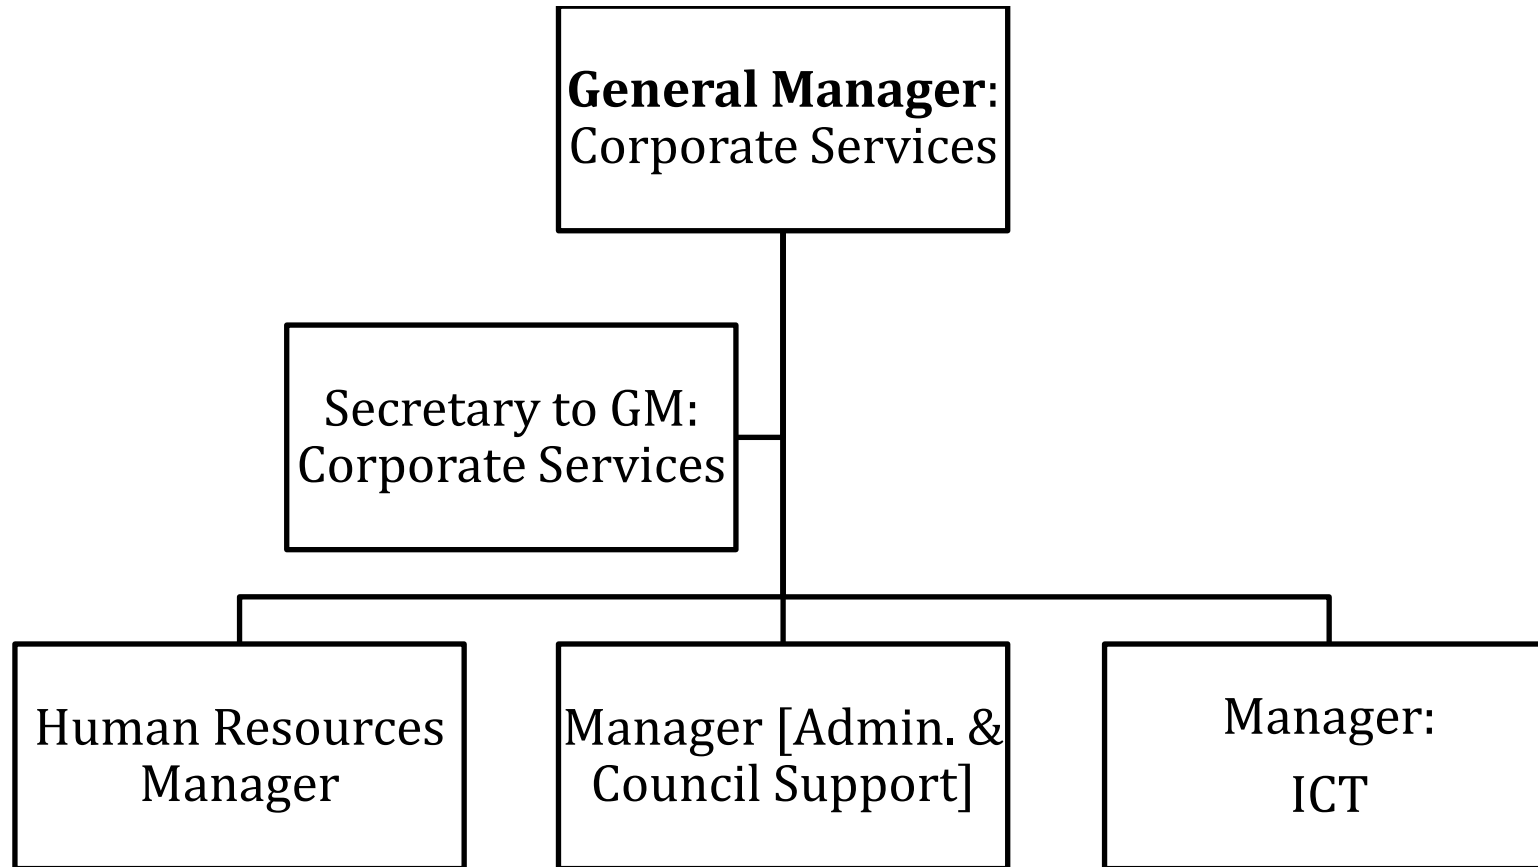 General Manager:
Corporate Services
Secretary to GM:
Corporate Services
Human Resources
Manager
Manager [Admin. &
Council Support]
Manager:
ICT